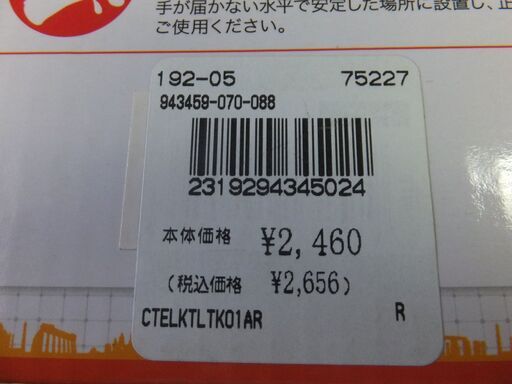 手が届かない水平で安定した場所に設置し、正
ご使用ください。
192-05 75227
943459-070-088
2319294345024
本体価格 ¥2,460
(税込価格 ¥2,656)
CTELKTLTK01AR R